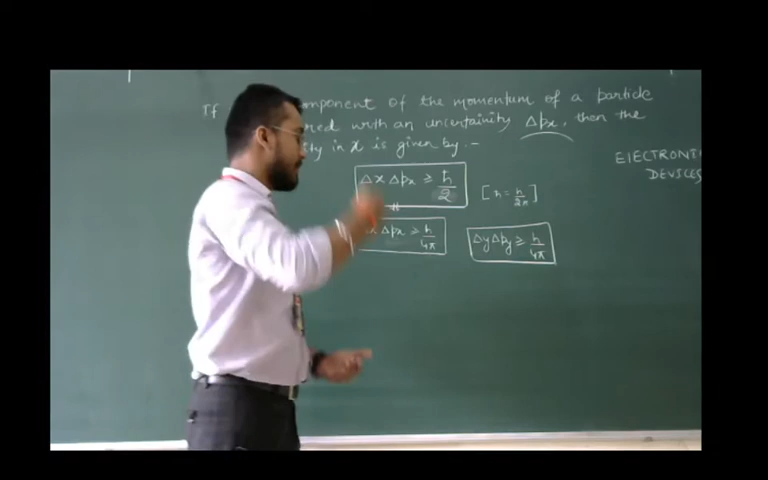 If omponent of the momentum of a particle
red with an uncertainity Δpx, then the
ty in x is given by :-
ELECTRONI
DEVICES
Δx Δpx ≥ ħ/2
[ħ = h/2π]
Δpx ≥ h/4π
Δy Δpy ≥ h/4π